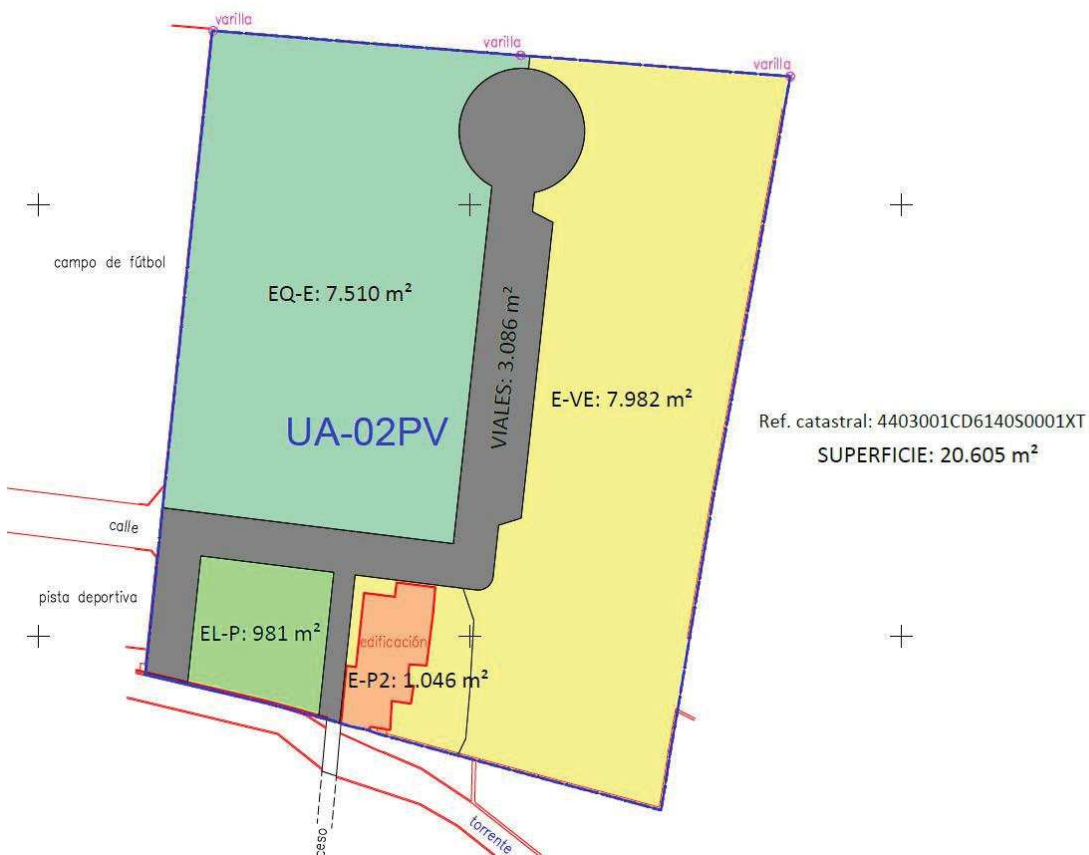 varilla
varilla
varilla
campo de fútbol
EQ-E: 7.510 m²
VIALES: 3.086 m²
E-VE: 7.982 m²
UA-02PV
Ref. catastral: 4403001CD6140S0001XT
SUPERFICIE: 20.605 m²
calle
pista deportiva
EL-P: 981 m²
edificación
E-P2: 1.046 m²
torrente